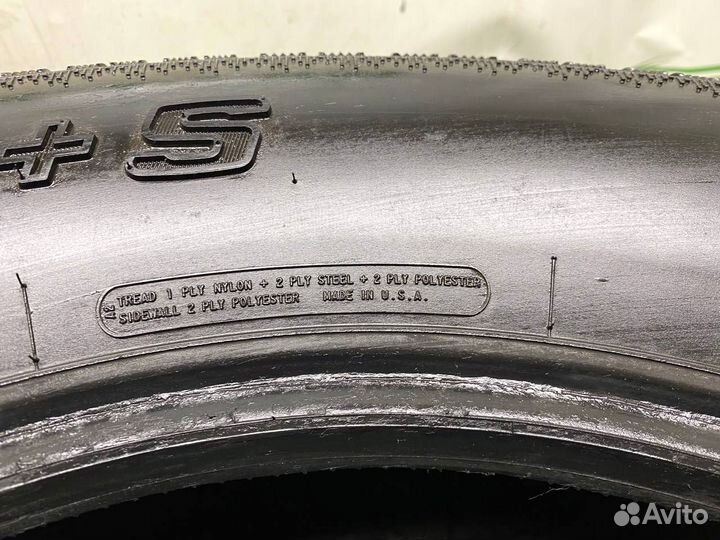 +S
TREAD 1 PLY NYLON + 2 PLY STEEL + 2 PLY POLYESTER
SIDEWALL 2 PLY POLYESTER MADE IN U.S.A.
Avito